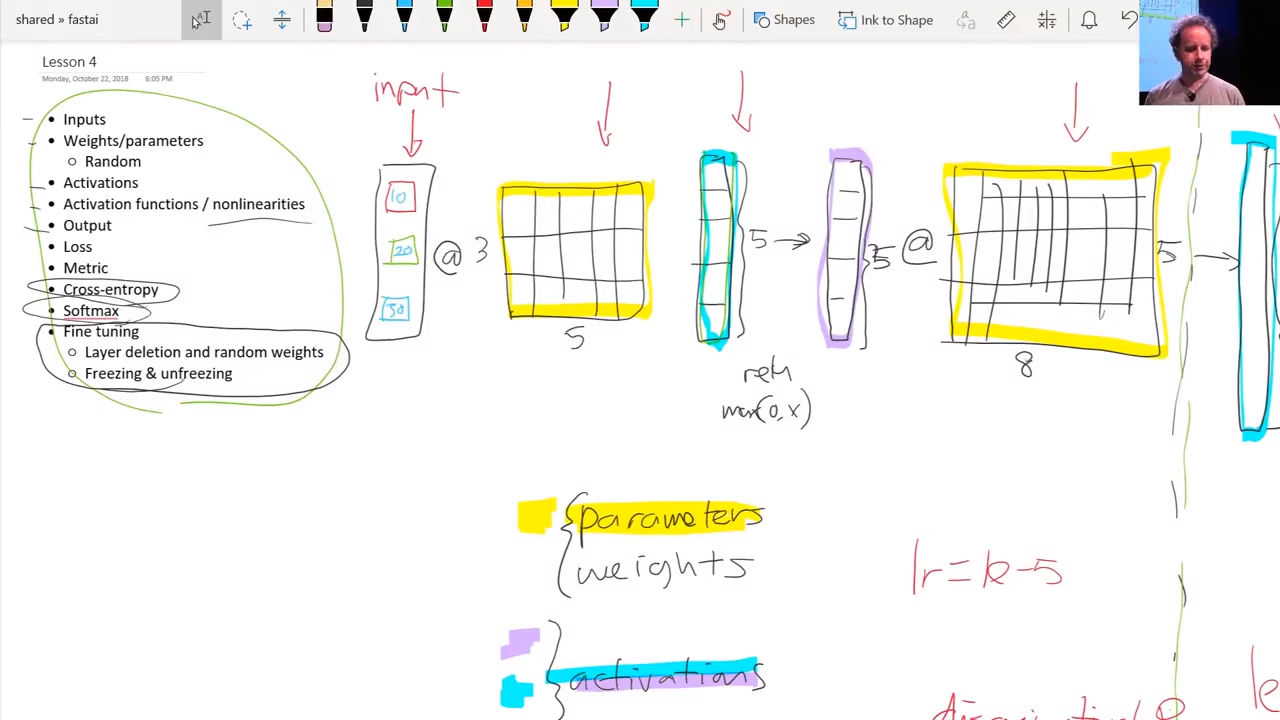 shared » fastai
Shapes
Ink to Shape
Lesson 4
Monday, October 22, 2018 6:05 PM
• Inputs
• Weights/parameters
○ Random
• Activations
• Activation functions / nonlinearities
• Output
• Loss
• Metric
• Cross-entropy
• Softmax
• Fine tuning
○ Layer deletion and random weights
○ Freezing & unfreezing
input
10
20
30
@ 3
5
5
5
@
5
8
relu
max(0,x)
parameters
weights
activations
lr = 1e-5